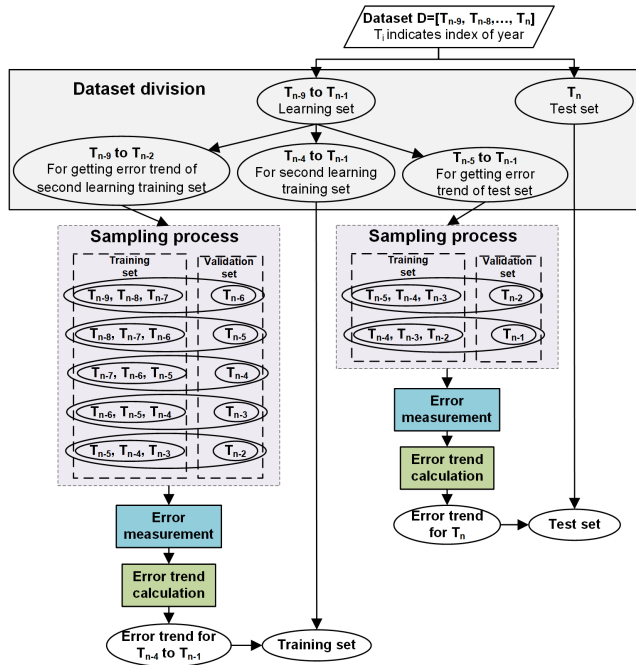 Dataset D=[Tn-9, Tn-8,…, Tn]
Ti indicates index of year
Dataset division
Tn-9 to Tn-1
Learning set
Tn
Test set
Tn-9 to Tn-2
For getting error trend of
second learning training set
Tn-4 to Tn-1
For second learning
training set
Tn-5 to Tn-1
For getting error
trend of test set
Sampling process
Training
set
Validation
set
Tn-9, Tn-8, Tn-7
Tn-6
Tn-8, Tn-7, Tn-6
Tn-5
Tn-7, Tn-6, Tn-5
Tn-4
Tn-6, Tn-5, Tn-4
Tn-3
Tn-5, Tn-4, Tn-3
Tn-2
Error
measurement
Error trend
calculation
Error trend for
Tn-4 to Tn-1
Training set
Sampling process
Training
set
Validation
set
Tn-5, Tn-4, Tn-3
Tn-2
Tn-4, Tn-3, Tn-2
Tn-1
Error
measurement
Error trend
calculation
Error trend
for Tn
Test set